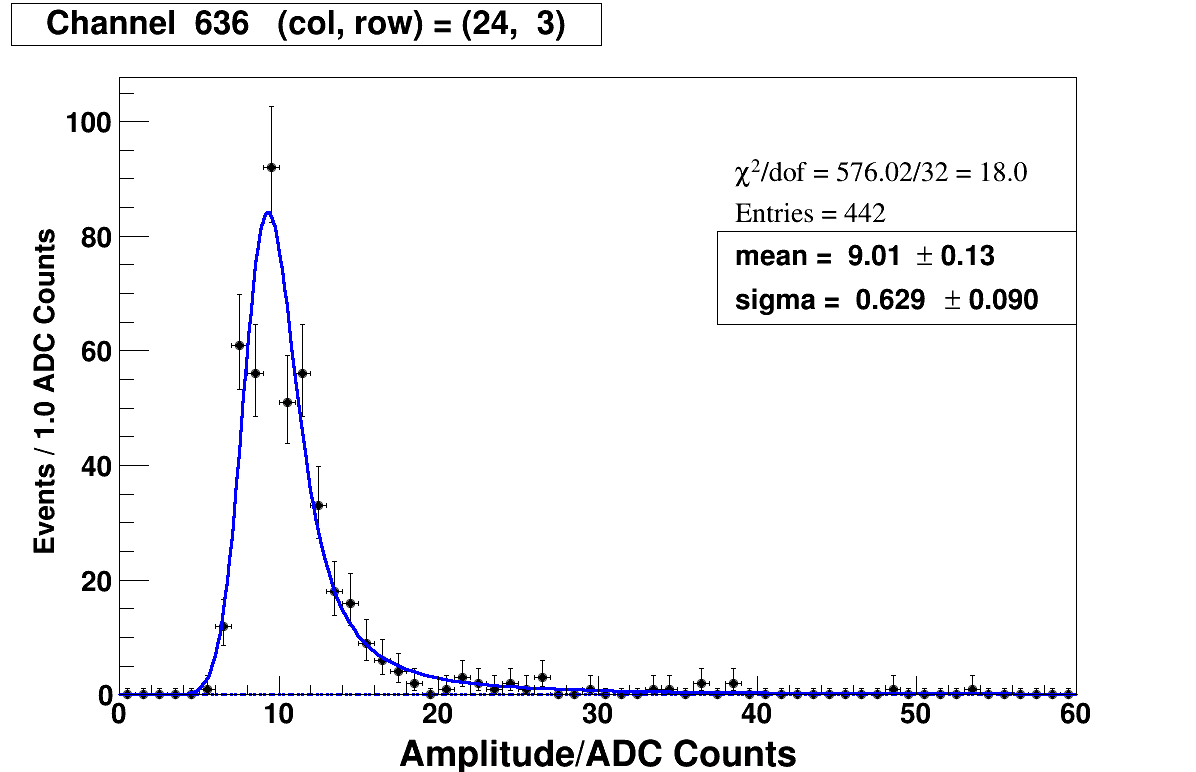 Channel 636 (col, row) = (24, 3)
χ²/dof = 576.02/32 = 18.0
Entries = 442
mean = 9.01 ± 0.13
sigma = 0.629 ± 0.090
Events / 1.0 ADC Counts
100
80
60
40
20
0
0 10 20 30 40 50 60
Amplitude/ADC Counts